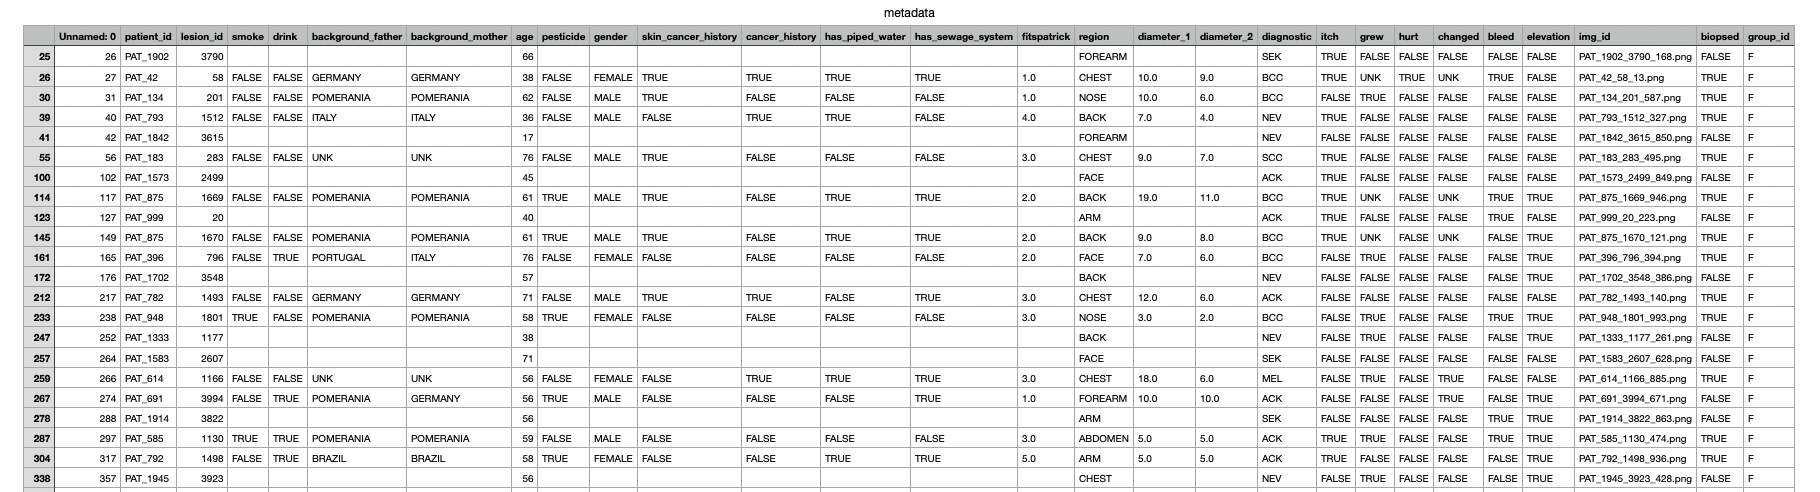 metadata
Unnamed: 0 patient_id lesion_id smoke drink background_father background_mother age pesticide gender skin_cancer_history cancer_history has_piped_water has_sewage_system fitspatrick region diameter_1 diameter_2 diagnostic itch grew hurt changed bleed elevation img_id biopsed group_id
25 26 PAT_1902 3790 66 FOREARM SEK TRUE FALSE FALSE FALSE FALSE FALSE PAT_1902_3790_168.png FALSE F
26 27 PAT_42 58 FALSE FALSE GERMANY GERMANY 38 FALSE FEMALE TRUE TRUE TRUE TRUE 1.0 CHEST 10.0 9.0 BCC TRUE UNK TRUE UNK TRUE FALSE PAT_42_58_13.png TRUE F
30 31 PAT_134 201 FALSE FALSE POMERANIA POMERANIA 62 FALSE MALE TRUE FALSE FALSE FALSE 1.0 NOSE 10.0 6.0 BCC FALSE TRUE FALSE FALSE FALSE FALSE PAT_134_201_587.png TRUE F
39 40 PAT_793 1512 FALSE FALSE ITALY ITALY 36 FALSE MALE FALSE TRUE TRUE FALSE 4.0 BACK 7.0 4.0 NEV TRUE FALSE FALSE FALSE FALSE FALSE PAT_793_1512_327.png TRUE F
41 42 PAT_1842 3615 17 FOREARM NEV FALSE FALSE FALSE FALSE FALSE FALSE PAT_1842_3615_850.png FALSE F
55 56 PAT_183 283 FALSE FALSE UNK UNK 76 FALSE MALE TRUE FALSE FALSE FALSE 3.0 CHEST 9.0 7.0 SCC TRUE FALSE FALSE FALSE FALSE FALSE PAT_183_283_495.png TRUE F
100 102 PAT_1573 2499 45 FACE ACK TRUE FALSE FALSE FALSE FALSE FALSE PAT_1573_2499_849.png FALSE F
114 117 PAT_875 1669 FALSE FALSE POMERANIA POMERANIA 61 TRUE MALE TRUE FALSE TRUE TRUE 2.0 BACK 19.0 11.0 BCC TRUE UNK FALSE UNK TRUE TRUE PAT_875_1669_946.png TRUE F
123 127 PAT_999 20 40 ARM ACK TRUE FALSE FALSE FALSE TRUE FALSE PAT_999_20_223.png FALSE F
145 149 PAT_875 1670 FALSE FALSE POMERANIA POMERANIA 61 TRUE MALE TRUE FALSE TRUE TRUE 2.0 BACK 9.0 8.0 BCC TRUE UNK FALSE UNK FALSE TRUE PAT_875_1670_121.png TRUE F
161 165 PAT_396 796 FALSE TRUE PORTUGAL ITALY 76 FALSE FEMALE FALSE TRUE TRUE TRUE 2.0 FACE 7.0 6.0 BCC FALSE TRUE FALSE FALSE FALSE TRUE PAT_396_796_394.png TRUE F
172 176 PAT_1702 3548 57 BACK NEV FALSE FALSE FALSE FALSE FALSE TRUE PAT_1702_3548_386.png FALSE F
212 217 PAT_782 1493 FALSE FALSE GERMANY GERMANY 71 FALSE MALE TRUE TRUE FALSE TRUE 3.0 CHEST 12.0 6.0 ACK FALSE FALSE FALSE FALSE FALSE FALSE PAT_782_1493_140.png TRUE F
233 238 PAT_948 1801 TRUE FALSE POMERANIA POMERANIA 58 TRUE FEMALE FALSE FALSE FALSE FALSE 3.0 NOSE 3.0 2.0 BCC FALSE TRUE FALSE FALSE TRUE TRUE PAT_948_1801_993.png TRUE F
247 252 PAT_1333 1177 38 BACK NEV FALSE TRUE FALSE FALSE FALSE TRUE PAT_1333_1177_261.png FALSE F
257 264 PAT_1583 2607 71 FACE SEK FALSE FALSE FALSE FALSE FALSE FALSE PAT_1583_2607_628.png FALSE F
259 266 PAT_614 1166 FALSE FALSE UNK UNK 56 FALSE FEMALE FALSE TRUE TRUE TRUE 3.0 CHEST 18.0 6.0 MEL FALSE TRUE FALSE TRUE FALSE FALSE PAT_614_1166_885.png TRUE F
267 274 PAT_691 3994 FALSE TRUE POMERANIA GERMANY 56 TRUE MALE FALSE FALSE FALSE TRUE 1.0 FOREARM 10.0 10.0 ACK FALSE FALSE FALSE TRUE FALSE TRUE PAT_691_3994_671.png FALSE F
278 288 PAT_1914 3822 56 ARM SEK FALSE FALSE FALSE FALSE TRUE TRUE PAT_1914_3822_863.png FALSE F
287 297 PAT_585 1130 TRUE TRUE POMERANIA POMERANIA 59 FALSE MALE FALSE FALSE FALSE FALSE 3.0 ABDOMEN 5.0 5.0 ACK TRUE TRUE FALSE FALSE TRUE TRUE PAT_585_1130_474.png TRUE F
304 317 PAT_792 1498 FALSE TRUE BRAZIL BRAZIL 58 TRUE FEMALE FALSE FALSE TRUE TRUE 5.0 ARM 5.0 5.0 ACK TRUE FALSE FALSE FALSE FALSE TRUE PAT_792_1498_936.png TRUE F
338 357 PAT_1945 3923 56 CHEST NEV FALSE TRUE FALSE FALSE FALSE TRUE PAT_1945_3923_428.png FALSE F